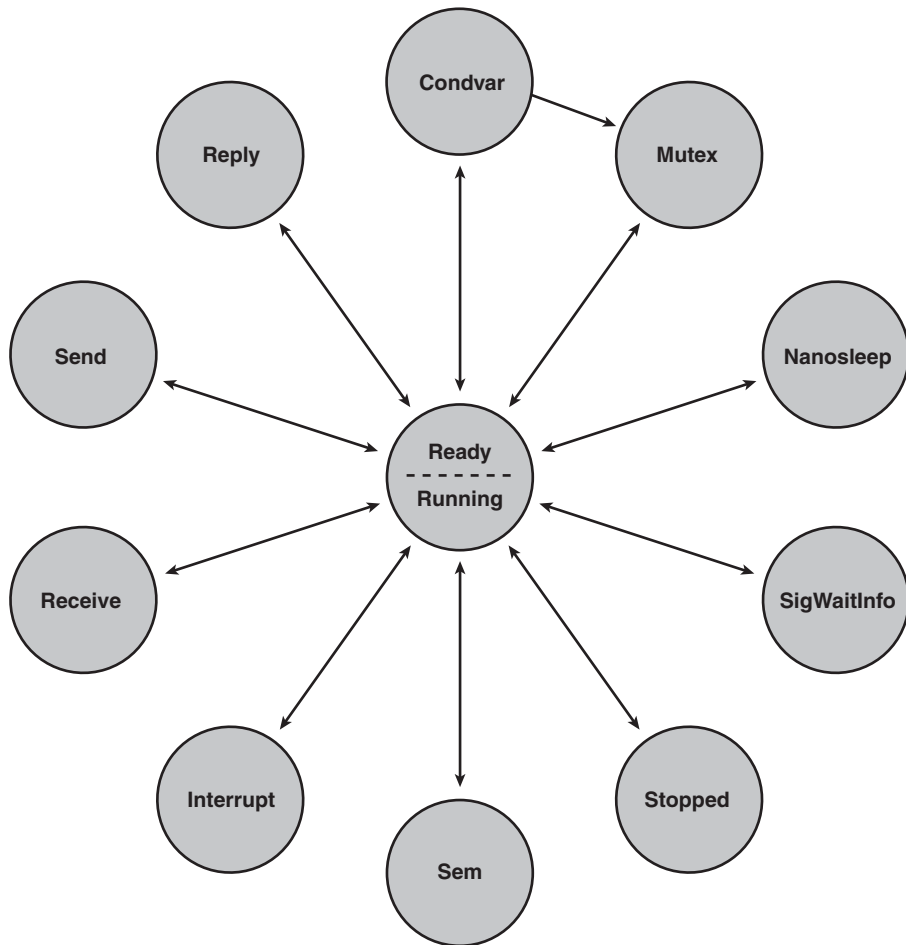 Condvar
Reply
Mutex
Send
Nanosleep
Ready
Running
Receive
SigWaitInfo
Interrupt
Stopped
Sem